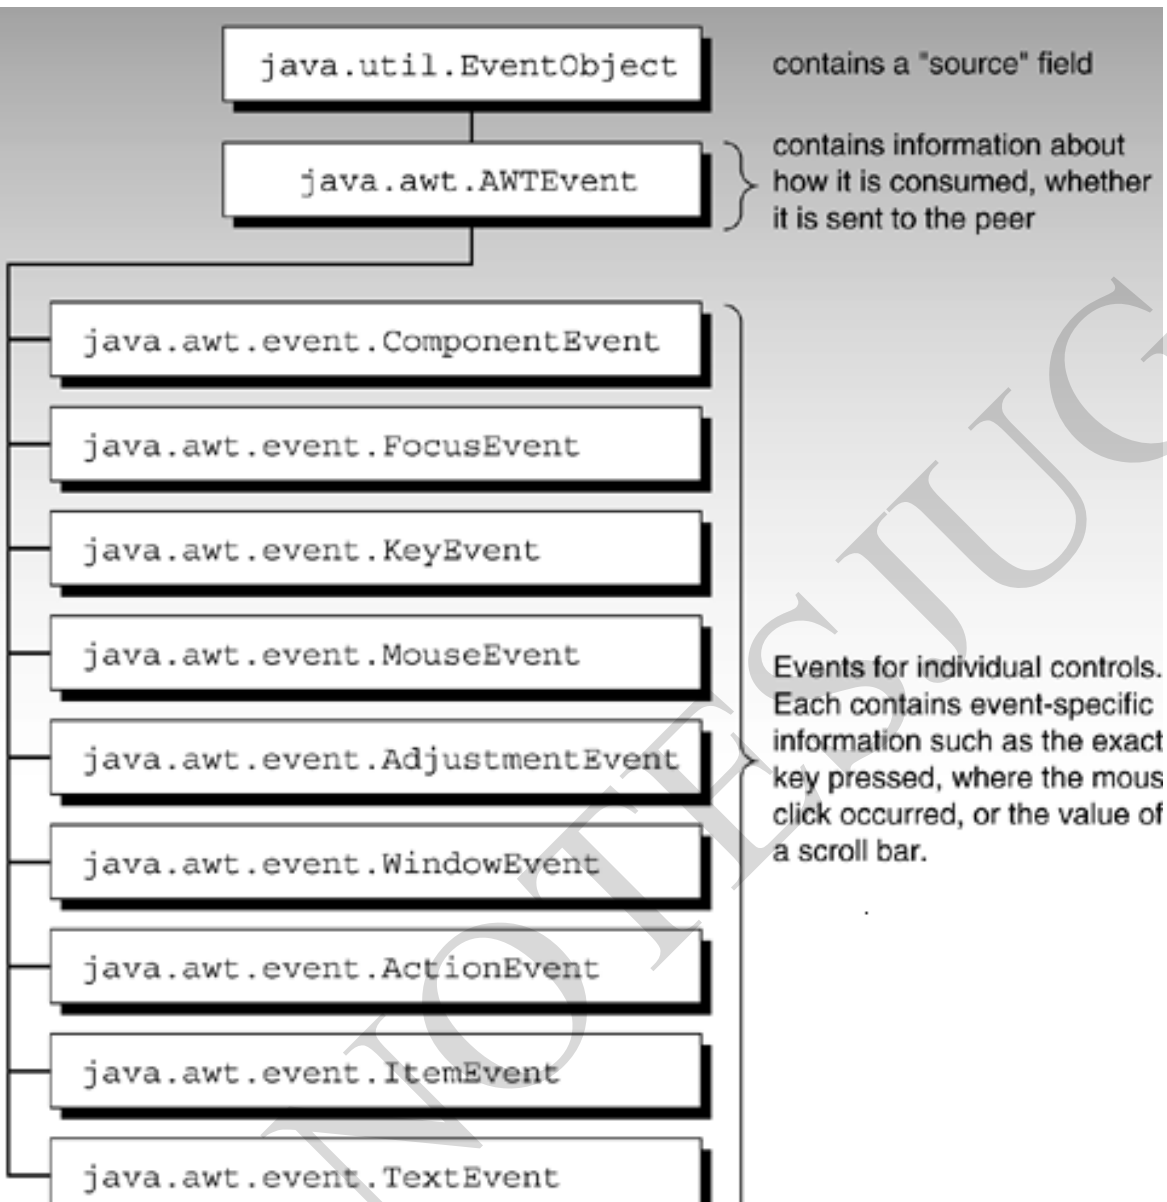 java.util.EventObject
contains a "source" field
java.awt.AWTEvent
contains information about
how it is consumed, whether
it is sent to the peer
java.awt.event.ComponentEvent
java.awt.event.FocusEvent
java.awt.event.KeyEvent
java.awt.event.MouseEvent
java.awt.event.AdjustmentEvent
java.awt.event.WindowEvent
java.awt.event.ActionEvent
java.awt.event.ItemEvent
java.awt.event.TextEvent
Events for individual controls.
Each contains event-specific
information such as the exact
key pressed, where the mous
click occurred, or the value of
a scroll bar.
NOTESJUG